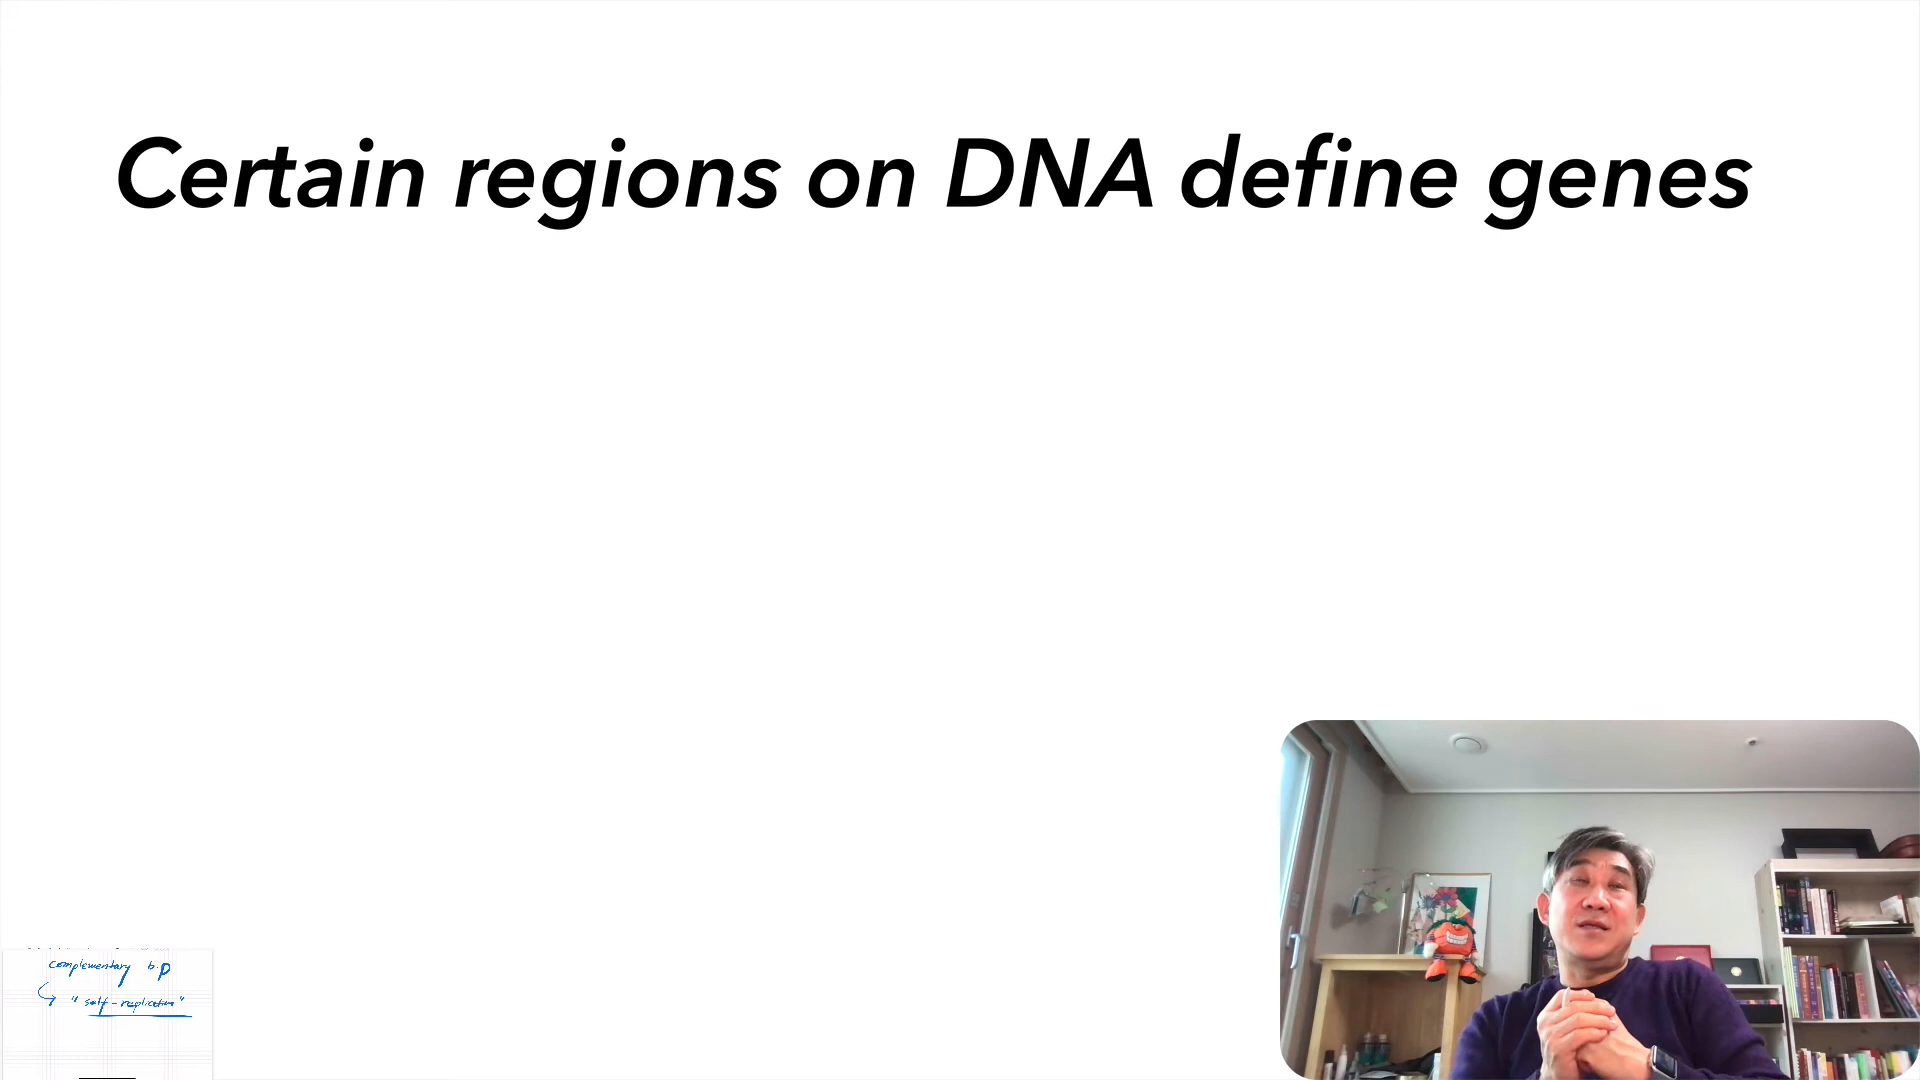 Certain regions on DNA define genes
complementary b.p
"self-replication"